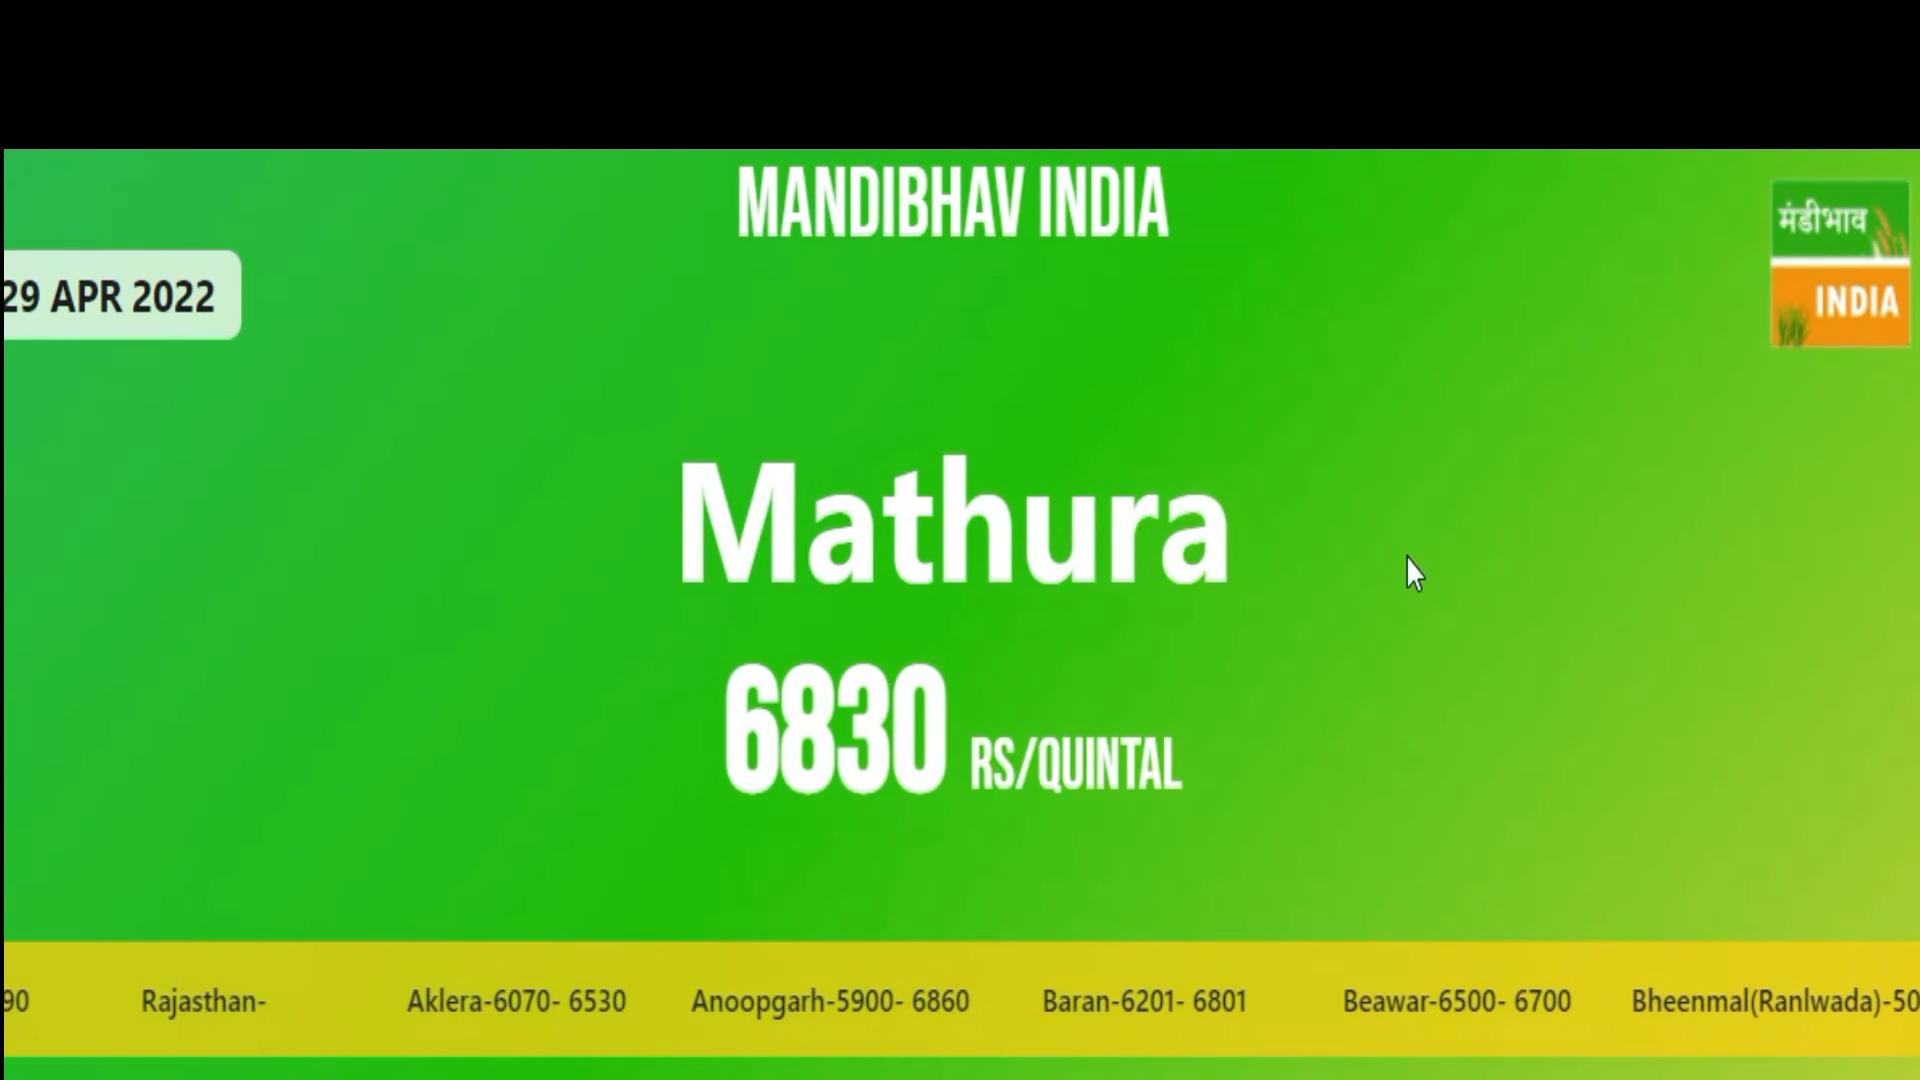 MANDIBHAV INDIA
मंडीभाव
INDIA
29 APR 2022
Mathura
6830 RS/QUINTAL
90 Rajasthan- Aklera-6070- 6530 Anoopgarh-5900- 6860 Baran-6201- 6801 Beawar-6500- 6700 Bheenmal(Ranlwada)-50